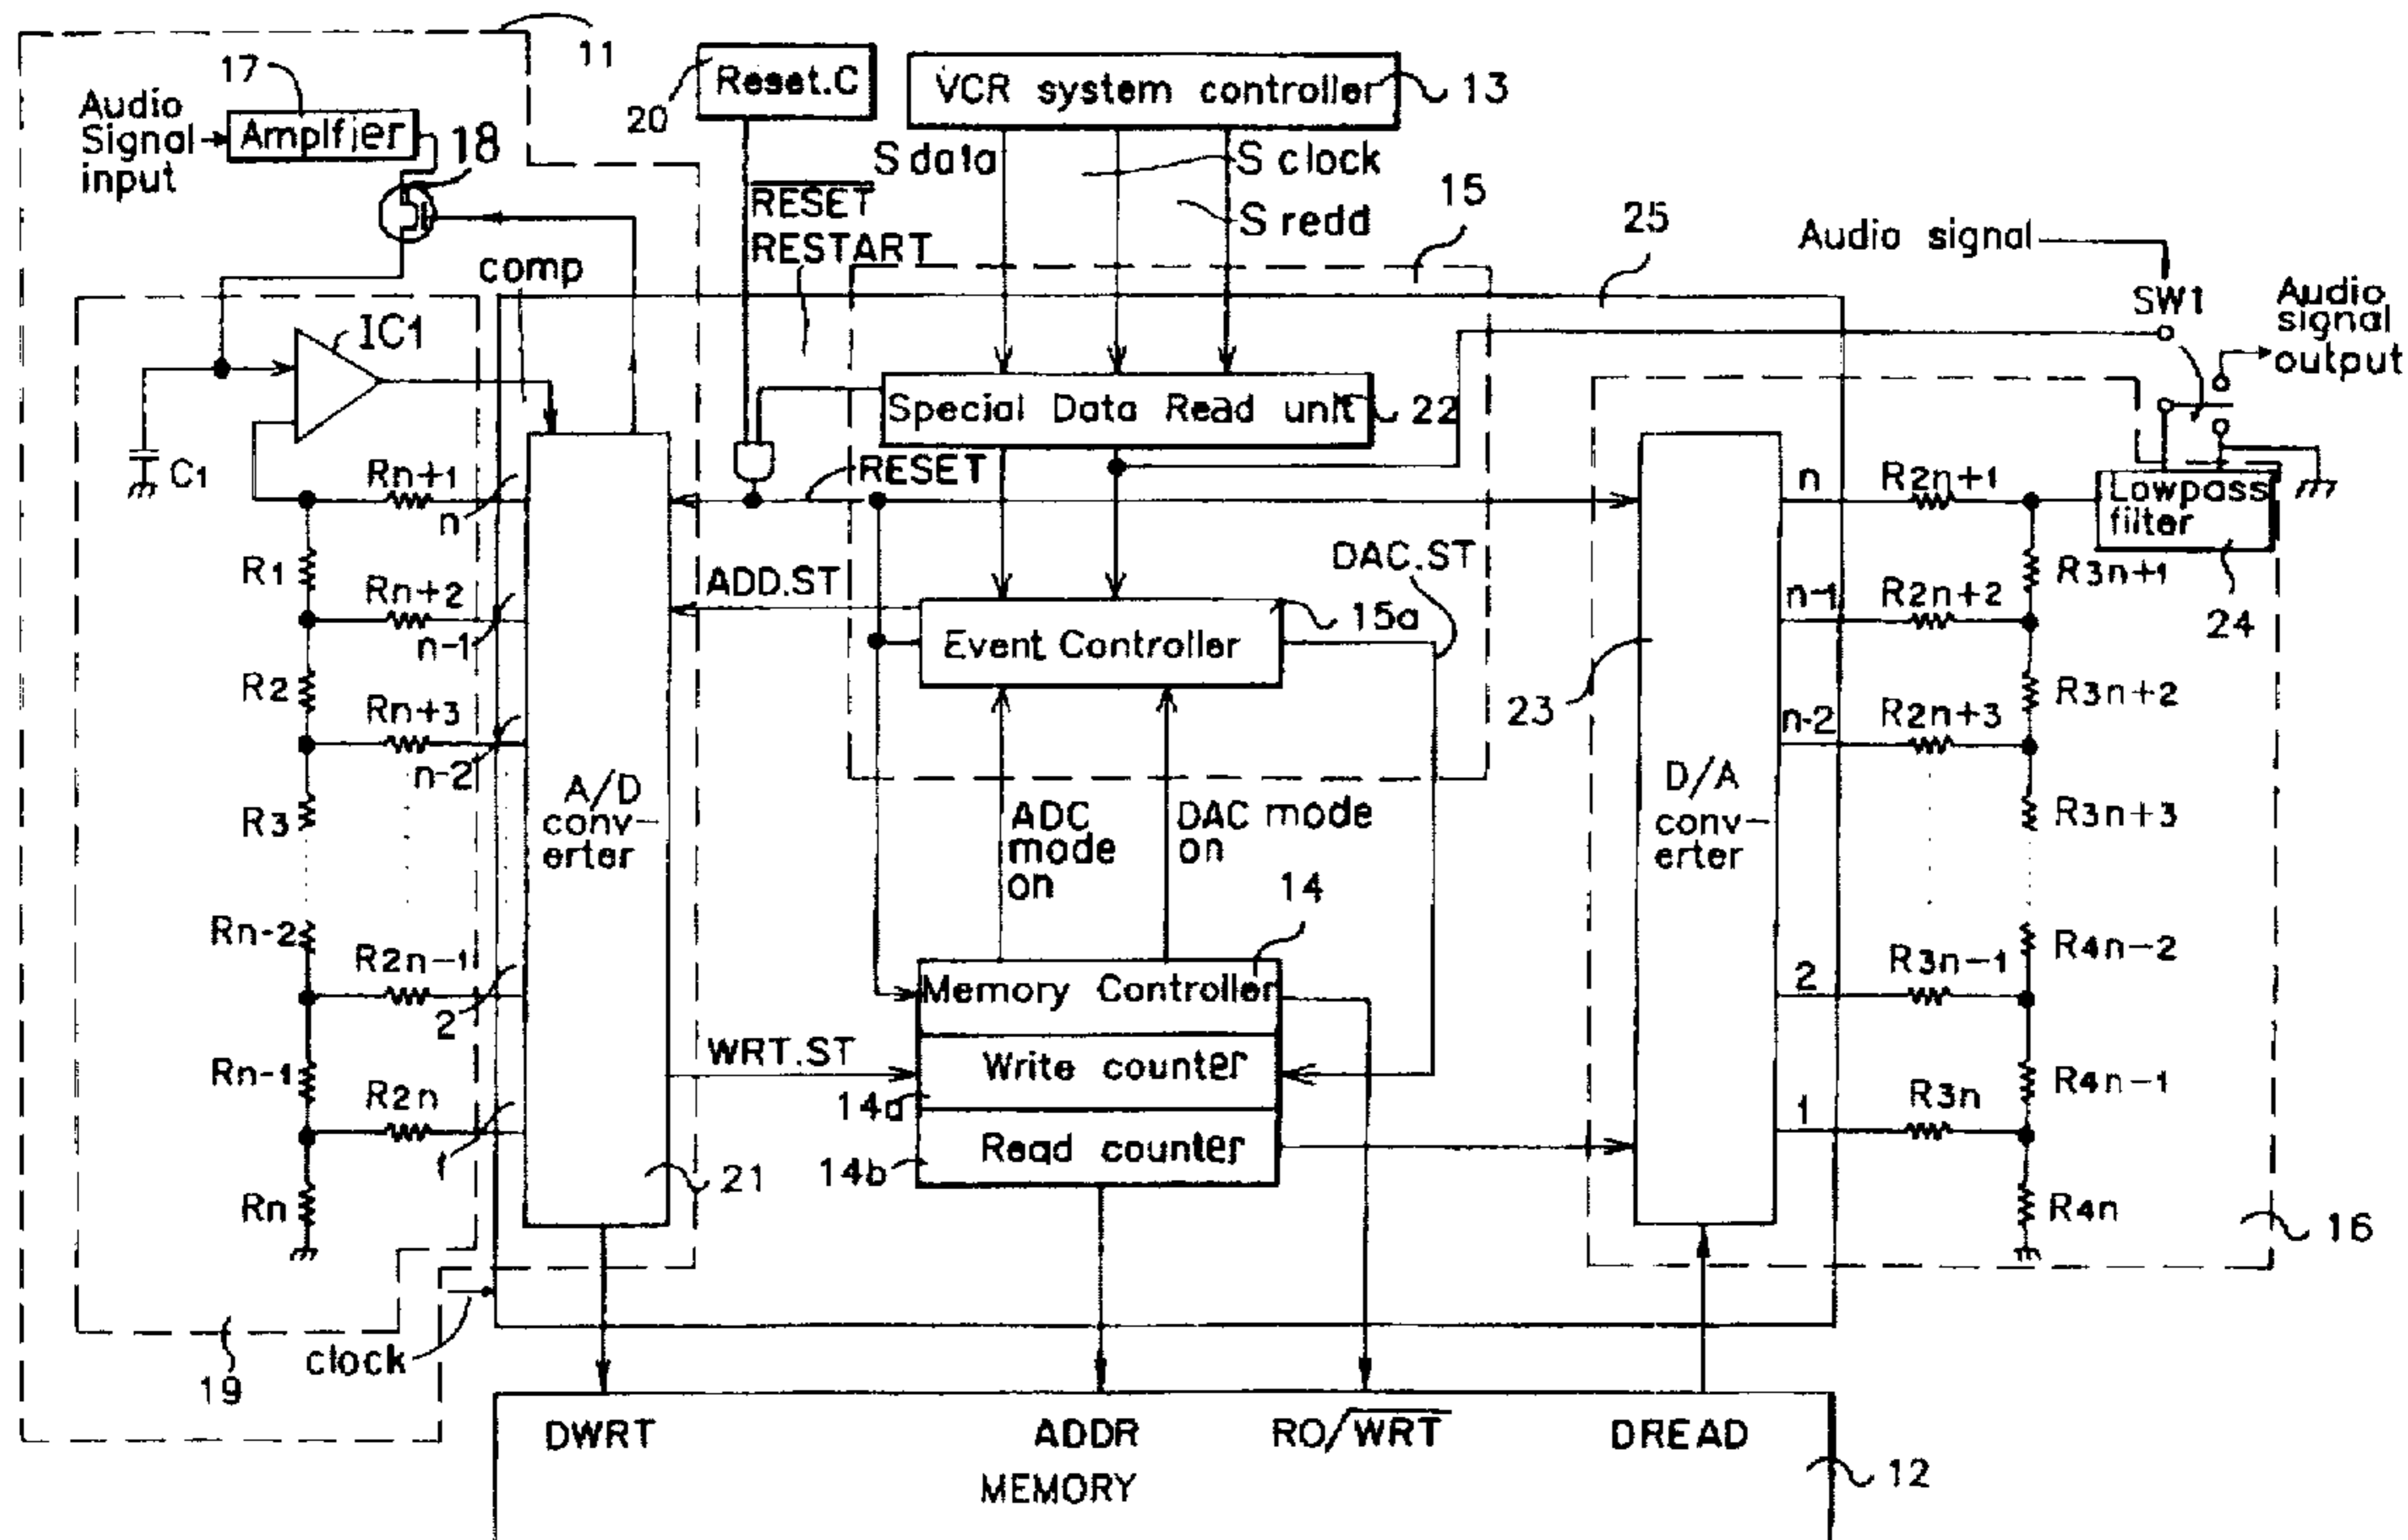 11
17
Audio
Signal
input
Amplfier
18
20
Reset.C
VCR system controller
13
S data
S clock
S redd
RESET
RESTART
15
25
Audio signal
SW1
Audio
signal
output
comp
IC1
C1
Special Data Read unit
22
RESET
Rn+1
n
R1
Rn+2
n-1
R2
Rn+3
n-2
R3
Rn-2
R2n-1
2
Rn-1
R2n
1
Rn
A/D
conv-
erter
21
ADD.ST
DAC.ST
15a
Event Controller
ADC
mode
on
DAC mode
on
14
Memory Controller
WRT.ST
Write counter
14a
Read counter
14b
23
D/A
conv-
erter
n
R2n+1
Lowpass
filter
24
R3n+1
n-1
R2n+2
R3n+2
n-2
R2n+3
R3n+3
R4n-2
2
R3n-1
R4n-1
1
R3n
R4n
16
19
clock
DWRT
ADDR
RO/WRT
DREAD
MEMORY
12